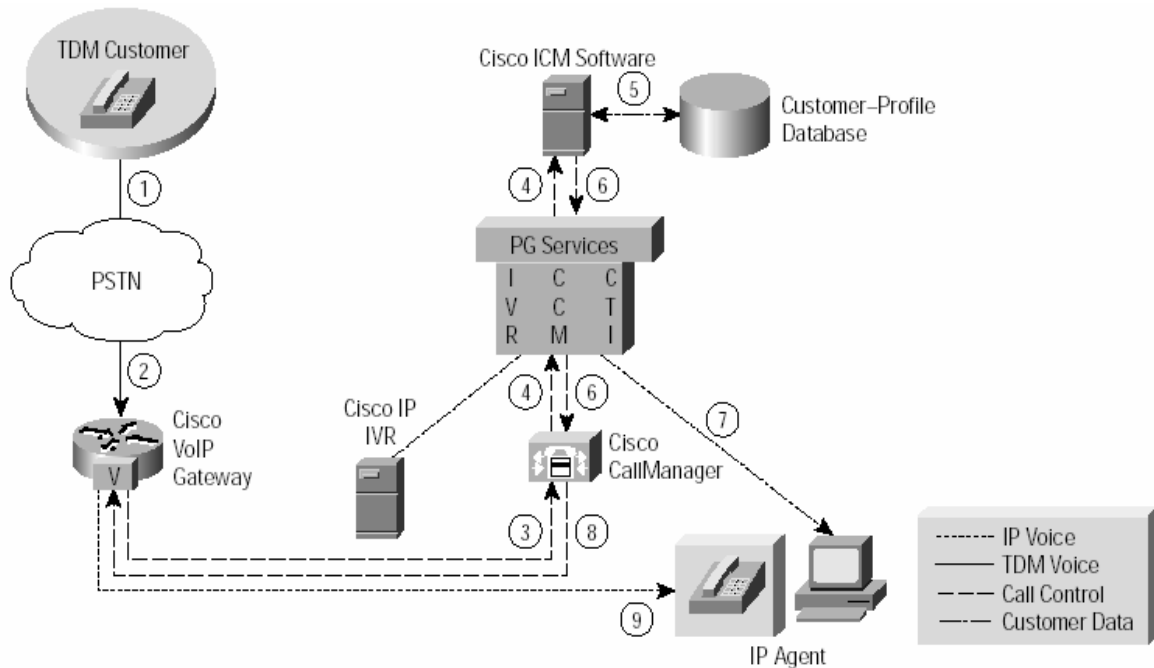 TDM Customer
1
PSTN
2
Cisco
VoIP
Gateway
V
Cisco ICM Software
5
Customer–Profile
Database
4
6
PG Services
I C C
V C T
R M I
4
6
7
Cisco IP
IVR
Cisco
CallManager
3
8
9
IP Agent
IP Voice
TDM Voice
Call Control
Customer Data